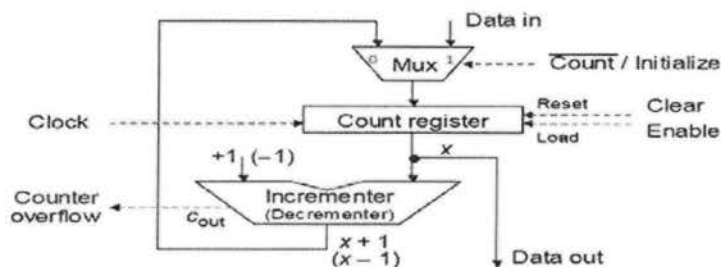 Data in
0 Mux 1
Count / Initialize
Clock
Count register
Reset
Load
Clear
Enable
+1 (−1)
x
Counter
overflow
cout
Incrementer
(Decrementer)
x + 1
(x − 1)
Data out